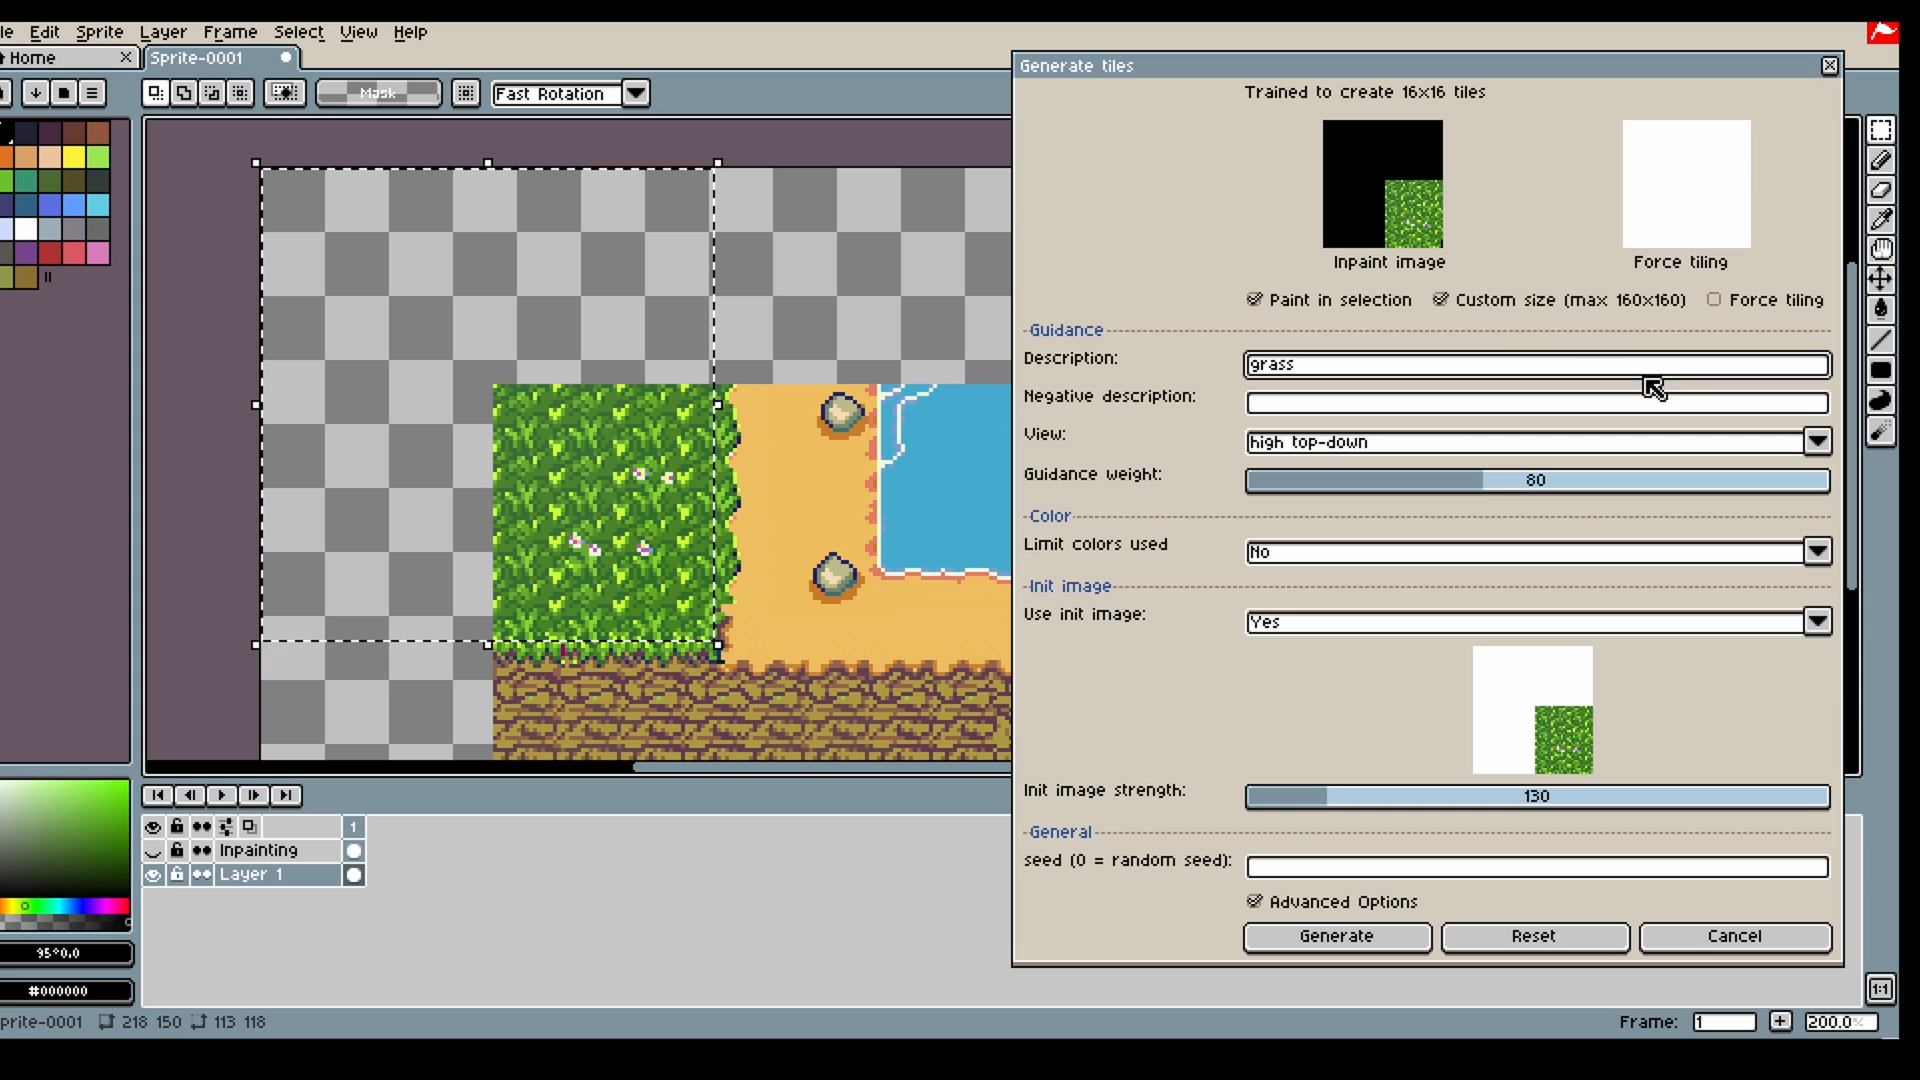 Edit Sprite Layer Frame Select View Help
Home
Sprite-0001
Mask
Fast Rotation
Generate tiles
Trained to create 16x16 tiles
Inpaint image
Force tiling
Paint in selection
Custom size (max 160x160)
Force tiling
Guidance
Description:
grass
Negative description:
View:
high top-down
Guidance weight:
80
Color
Limit colors used
No
Init image
Use init image:
Yes
Init image strength:
130
General
seed (0 = random seed):
Advanced Options
Generate
Reset
Cancel
1
Inpainting
Layer 1
#000000
prite-0001
218 150
113 118
Frame:
1
200.0
1:1